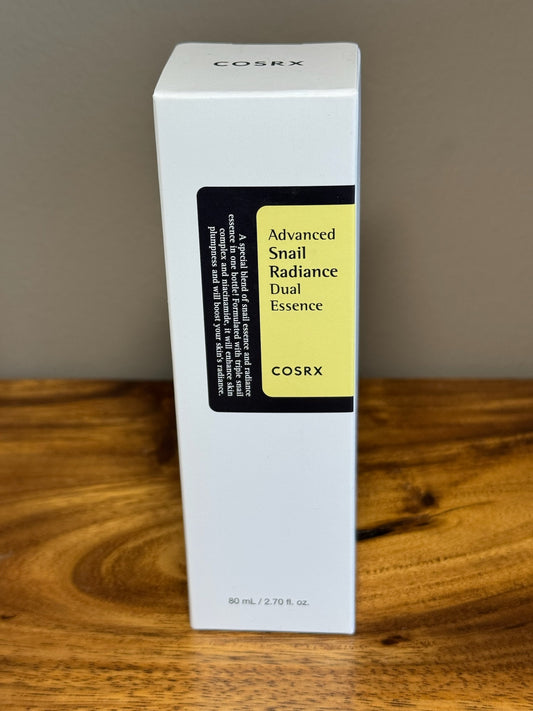 COSRX
A special blend of snail essence and radiance
essence in one bottle! Formulated with triple snail
complex and niacinamide, it will enhance skin
plumpness and will boost your skin's radiance.
Advanced
Snail
Radiance
Dual
Essence
COSRX
80 mL / 2.70 fl. oz.